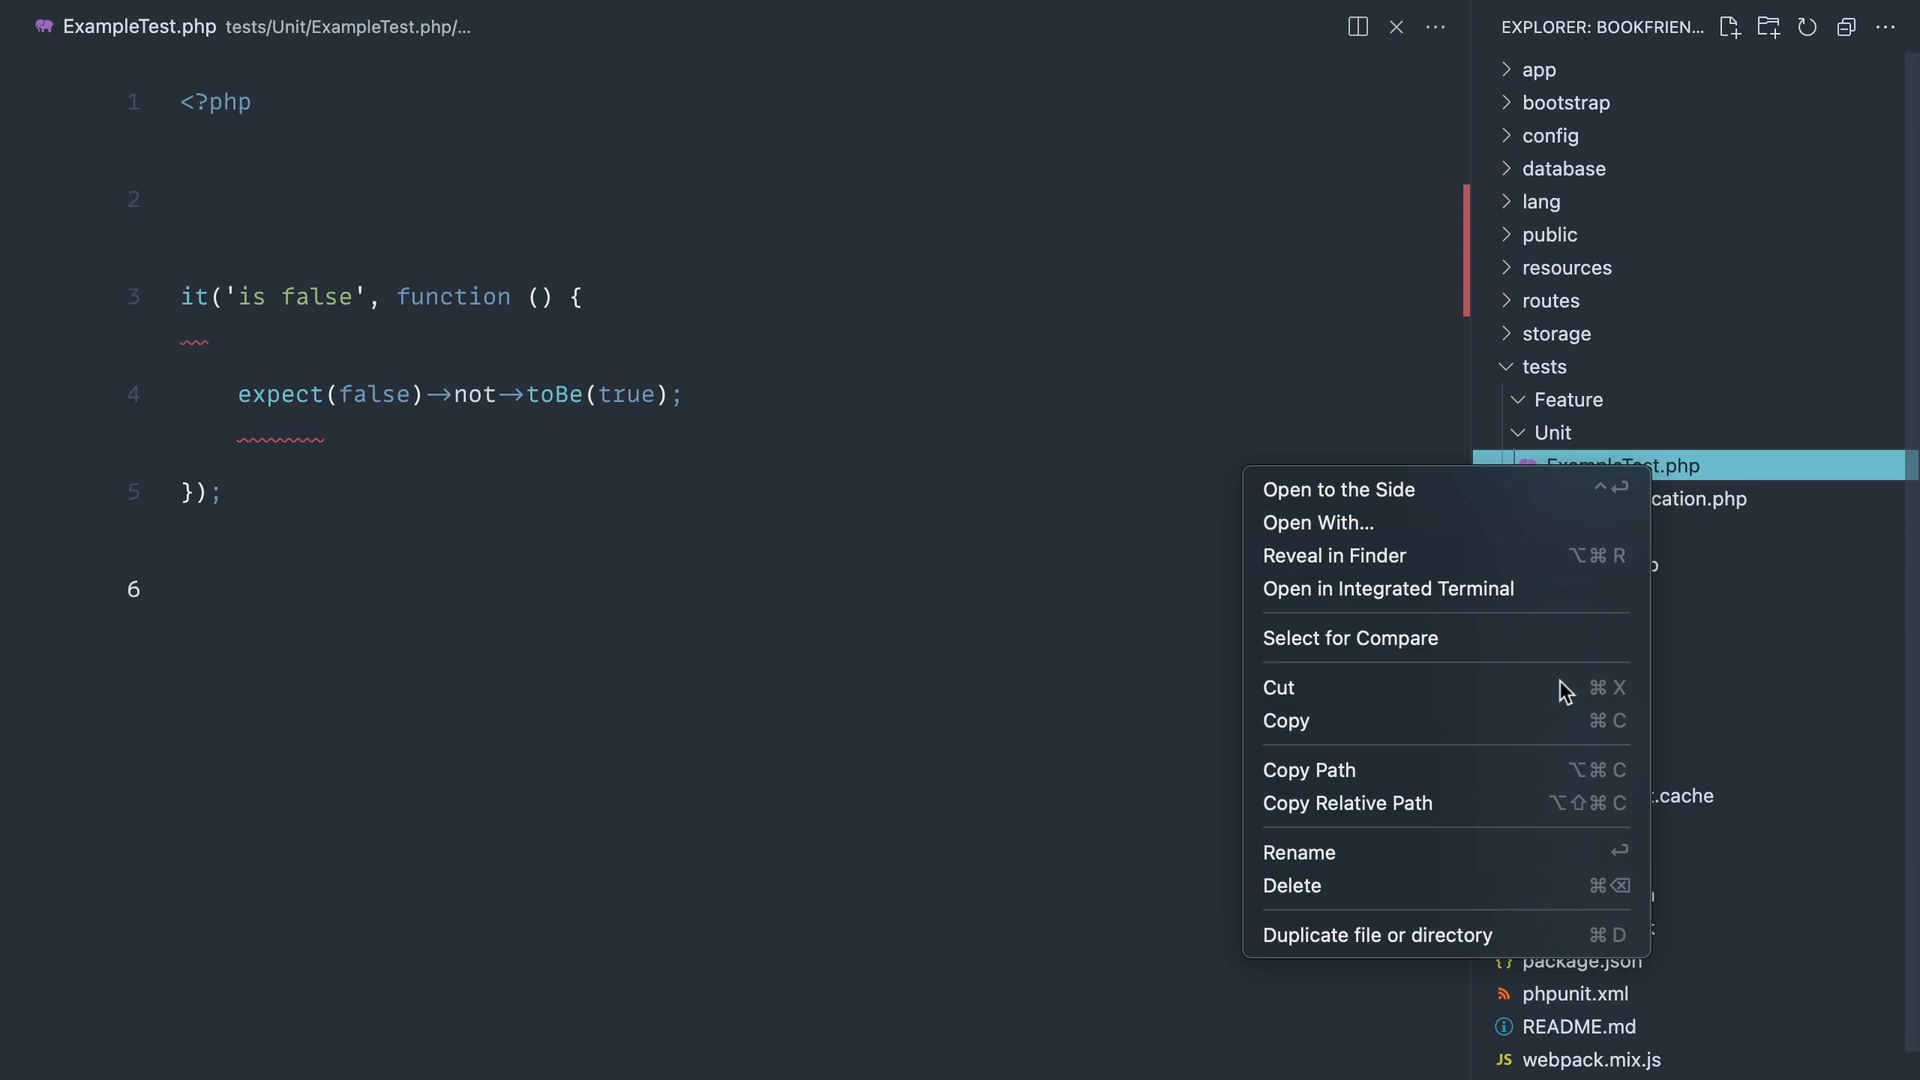 ExampleTest.php tests/Unit/ExampleTest.php/...
1 <?php
2
3 it('is false', function () {
4 expect(false)->not->toBe(true);
5 });
6
EXPLORER: BOOKFRIEN...
app
bootstrap
config
database
lang
public
resources
routes
storage
tests
Feature
Unit
ExampleTest.php
cation.php
Open to the Side ^⏎
Open With...
Reveal in Finder ⌥⌘ R
Open in Integrated Terminal
Select for Compare
Cut ⌘ X
Copy ⌘ C
Copy Path ⌥⌘ C
Copy Relative Path ⌥⇧⌘ C
Rename ⏎
Delete ⌘⌫
Duplicate file or directory ⌘ D
.cache
{} package.json
phpunit.xml
README.md
JS webpack.mix.js